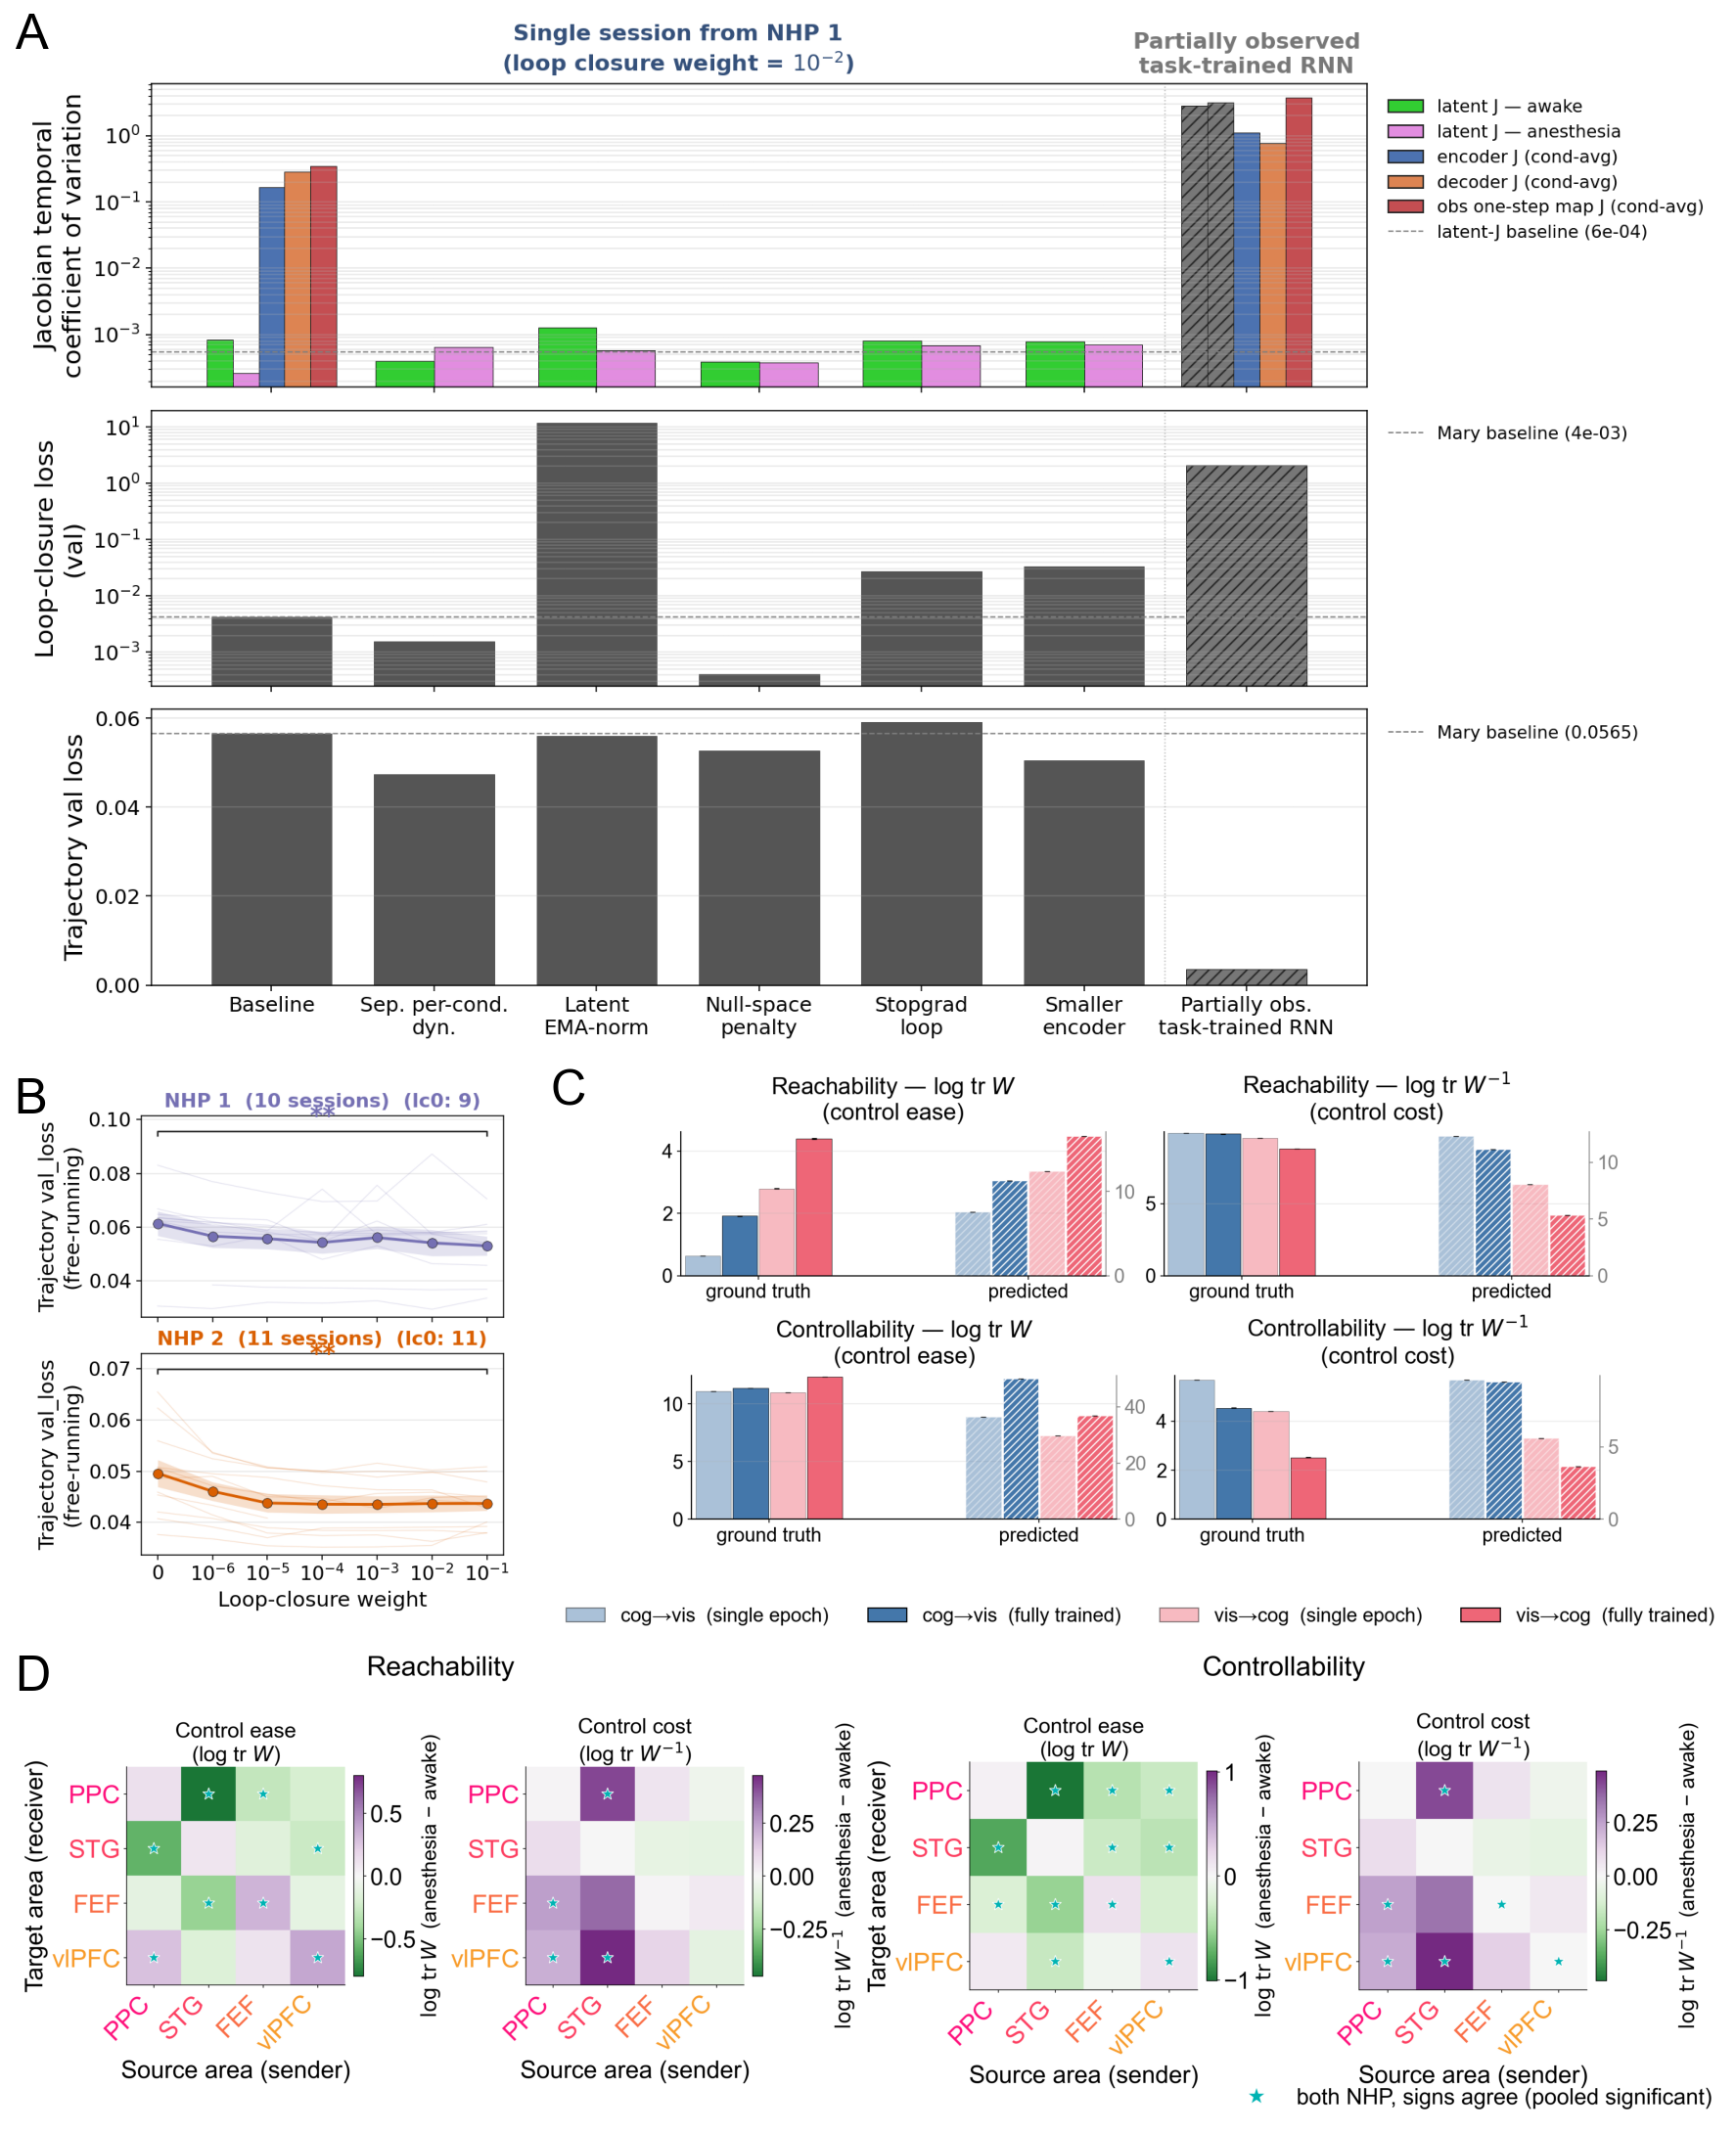 A
Single session from NHP 1
(loop closure weight = 10⁻²)
Partially observed
task-trained RNN
Jacobian temporal
coefficient of variation
10⁰
10⁻¹
10⁻²
10⁻³
latent J — awake
latent J — anesthesia
encoder J (cond-avg)
decoder J (cond-avg)
obs one-step map J (cond-avg)
latent-J baseline (6e-04)
Loop-closure loss
(val)
10¹
10⁰
10⁻¹
10⁻²
10⁻³
Mary baseline (4e-03)
Trajectory val loss
0.06
0.04
0.02
0.00
Mary baseline (0.0565)
Baseline
Sep. per-cond.
dyn.
Latent
EMA-norm
Null-space
penalty
Stopgrad
loop
Smaller
encoder
Partially obs.
task-trained RNN
B
NHP 1 (10 sessions) (lc0: 9)
**
Trajectory val_loss
(free-running)
0.10
0.08
0.06
0.04
NHP 2 (11 sessions) (lc0: 11)
**
Trajectory val_loss
(free-running)
0.07
0.06
0.05
0.04
0 10⁻⁶ 10⁻⁵ 10⁻⁴ 10⁻³ 10⁻² 10⁻¹
Loop-closure weight
C
Reachability — log tr W
(control ease)
4
2
0
10
0
ground truth
predicted
Reachability — log tr W⁻¹
(control cost)
5
0
10
5
0
ground truth
predicted
Controllability — log tr W
(control ease)
10
5
0
40
20
0
ground truth
predicted
Controllability — log tr W⁻¹
(control cost)
4
2
0
5
0
ground truth
predicted
cog→vis (single epoch)
cog→vis (fully trained)
vis→cog (single epoch)
vis→cog (fully trained)
D
Reachability
Controllability
Control ease
(log tr W)
Target area (receiver)
PPC
STG
FEF
vlPFC
PPC STG FEF vlPFC
Source area (sender)
0.5
0.0
−0.5
log tr W (anesthesia − awake)
Control cost
(log tr W⁻¹)
PPC
STG
FEF
vlPFC
PPC STG FEF vlPFC
Source area (sender)
0.25
0.00
−0.25
log tr W⁻¹ (anesthesia − awake)
Control ease
(log tr W)
Target area (receiver)
PPC
STG
FEF
vlPFC
PPC STG FEF vlPFC
Source area (sender)
1
0
−1
log tr W (anesthesia − awake)
Control cost
(log tr W⁻¹)
PPC
STG
FEF
vlPFC
PPC STG FEF vlPFC
Source area (sender)
0.25
0.00
−0.25
log tr W⁻¹ (anesthesia − awake)
both NHP, signs agree (pooled significant)